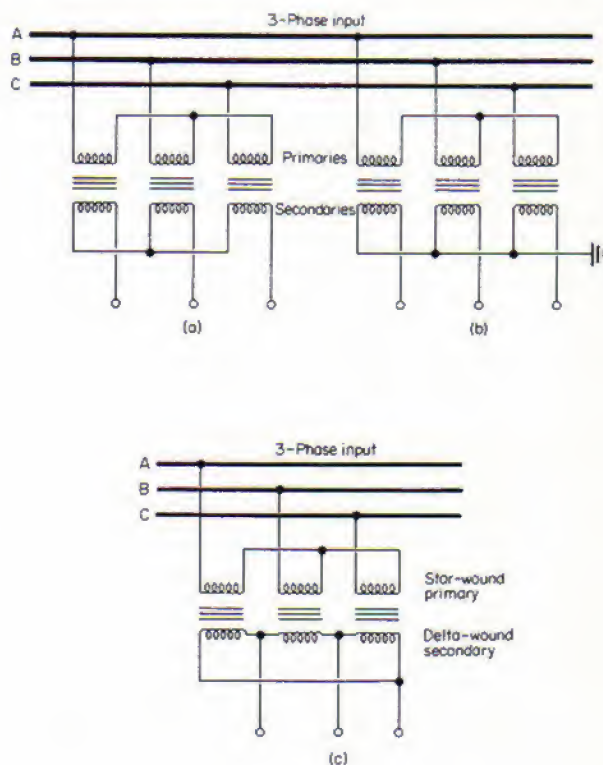 3-Phase input
A
B
C
Primaries
Secondaries
(a)
(b)
3-Phase input
A
B
C
Star-wound
primary
Delta-wound
secondary
(c)